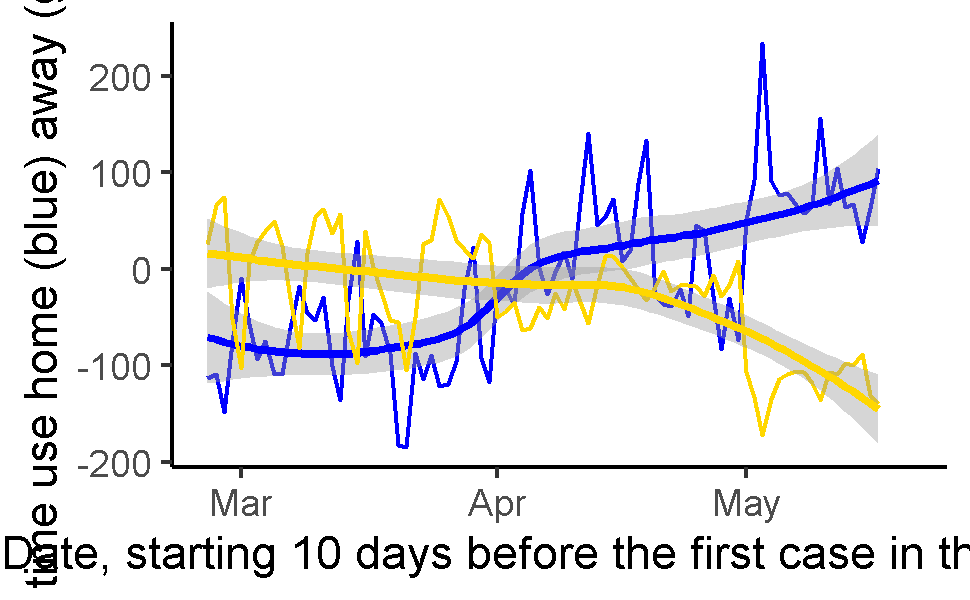 time use home (blue) away (
200
100
0
-100
-200
Mar Apr May
Date, starting 10 days before the first case in th